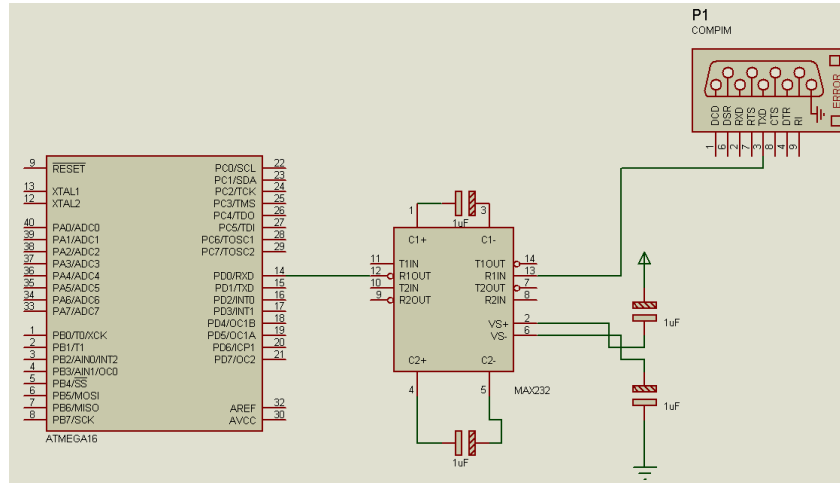 P1
COMPIM
ERROR
DCD DSR RXD RTS TXD CTS DTR RI
1 6 2 7 3 8 4 9
9 RESET
13 XTAL1
12 XTAL2
40 PA0/ADC0
39 PA1/ADC1
38 PA2/ADC2
37 PA3/ADC3
36 PA4/ADC4
35 PA5/ADC5
34 PA6/ADC6
33 PA7/ADC7
1 PB0/T0/XCK
2 PB1/T1
3 PB2/AIN0/INT2
4 PB3/AIN1/OC0
5 PB4/SS
6 PB5/MOSI
7 PB6/MISO
8 PB7/SCK
PC0/SCL 22
PC1/SDA 23
PC2/TCK 24
PC3/TMS 25
PC4/TDO 26
PC5/TDI 27
PC6/TOSC1 28
PC7/TOSC2 29
PD0/RXD 14
PD1/TXD 15
PD2/INT0 16
PD3/INT1 17
PD4/OC1B 18
PD5/OC1A 19
PD6/ICP1 20
PD7/OC2 21
AREF 32
AVCC 30
ATMEGA16
1 3
1uF
C1+ C1-
11 T1IN
12 R1OUT
10 T2IN
9 R2OUT
T1OUT 14
R1IN 13
T2OUT 7
R2IN 8
VS+ 2
VS- 6
C2+ C2-
4 5
MAX232
1uF
1uF
1uF